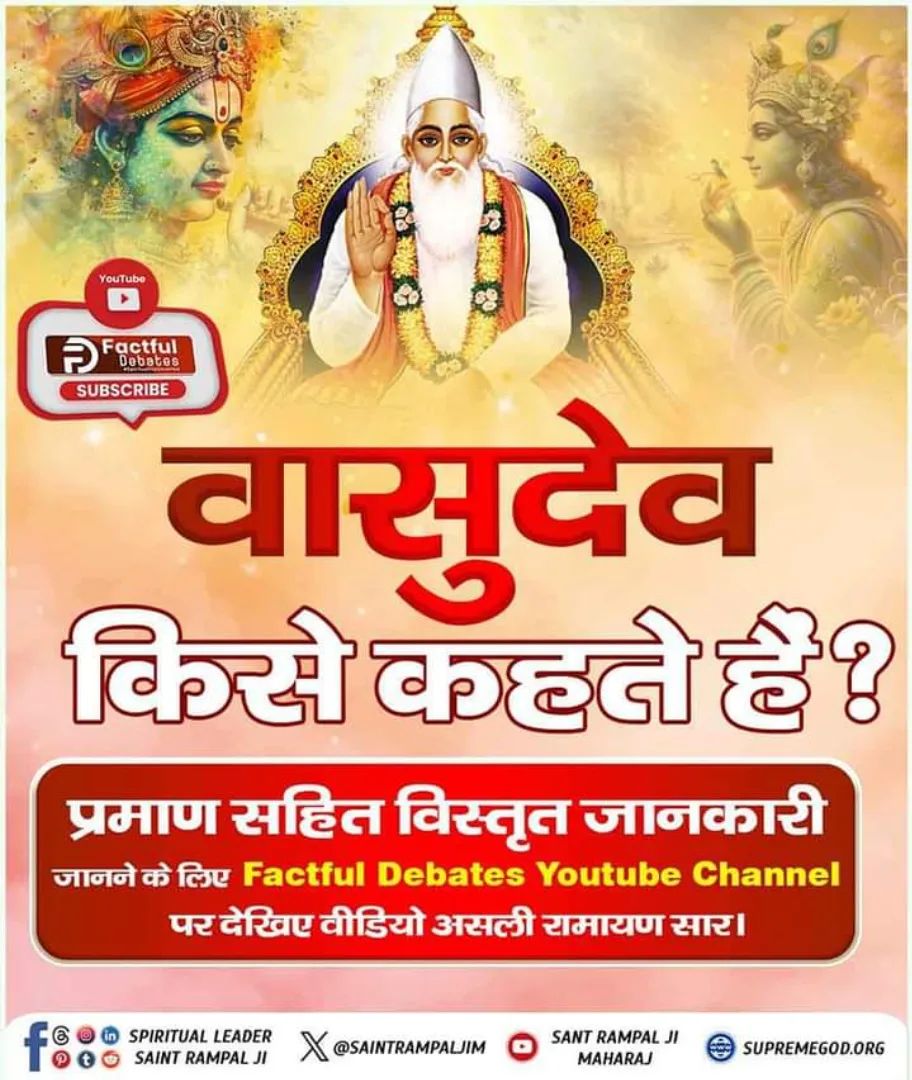 YouTube
Factful
Debates
SUBSCRIBE
वासुदेव
किसे कहते हैं?
प्रमाण सहित विस्तृत जानकारी
जानने के लिए Factful Debates Youtube Channel
पर देखिए वीडियो असली रामायण सार।
SPIRITUAL LEADER
SAINT RAMPAL JI
@SAINTRAMPALJIM
SANT RAMPAL JI
MAHARAJ
SUPREMEGOD.ORG